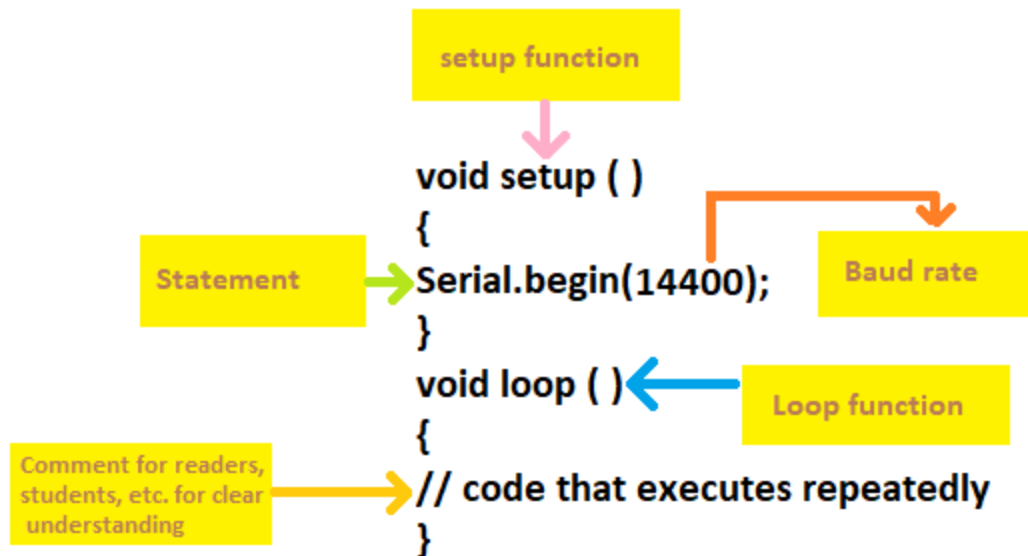 setup function
void setup ( )
{
Statement
Serial.begin(14400);
Baud rate
}
void loop ( )
Loop function
{
Comment for readers,
students, etc. for clear
understanding
// code that executes repeatedly
}